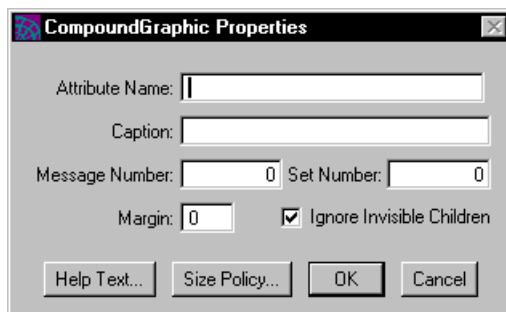 CompoundGraphic Properties
Attribute Name:
Caption:
Message Number: 0 Set Number: 0
Margin: 0 Ignore Invisible Children
Help Text... Size Policy... OK Cancel